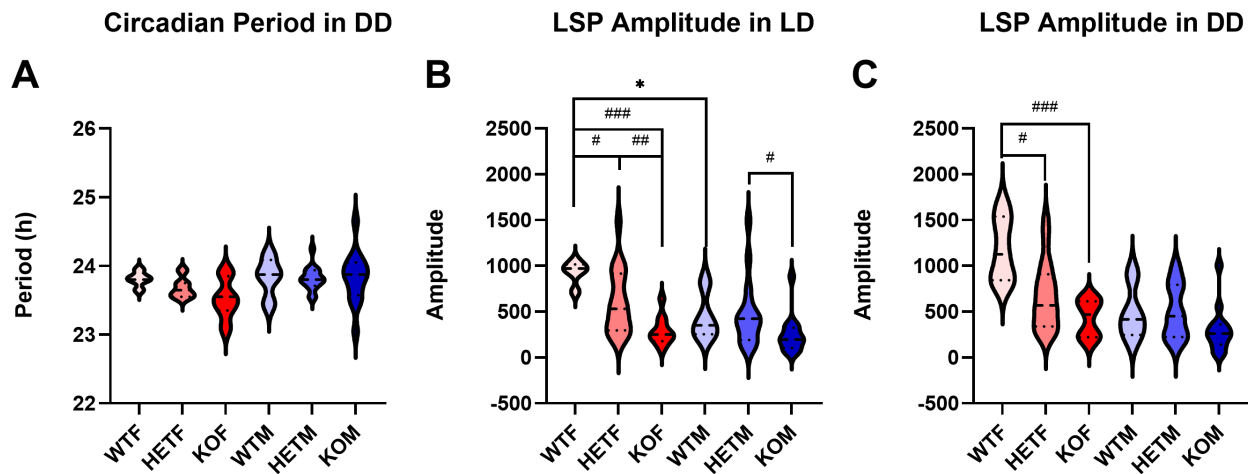 Circadian Period in DD
LSP Amplitude in LD
LSP Amplitude in DD
A
Period (h)
26
25
24
23
22
WTF
HETF
KOF
WTM
HETM
KOM
B
Amplitude
2500
2000
1500
1000
500
0
-500
*
###
# ##
#
WTF
HETF
KOF
WTM
HETM
KOM
C
Amplitude
2500
2000
1500
1000
500
0
-500
###
#
WTF
HETF
KOF
WTM
HETM
KOM